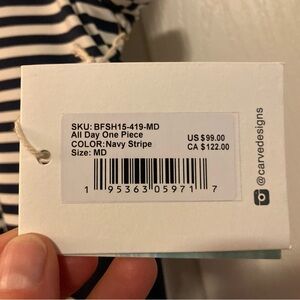 SKU: BFSH15-419-MD
All Day One Piece
US $99.00
COLOR:Navy Stripe
CA $122.00
Size: MD
1 95363 05971 7
@carvedesigns